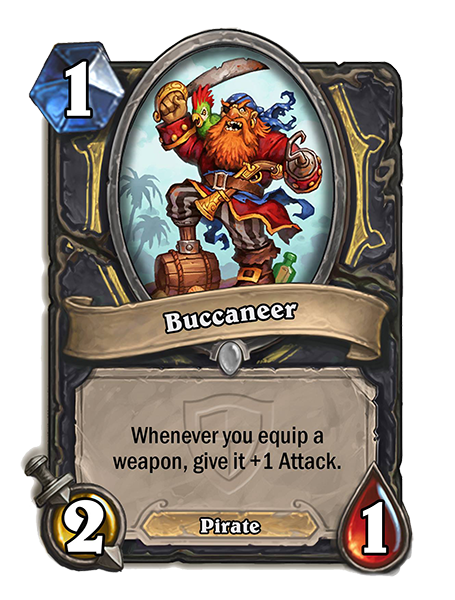 1
Buccaneer
Whenever you equip a
weapon, give it +1 Attack.
Pirate
2
1